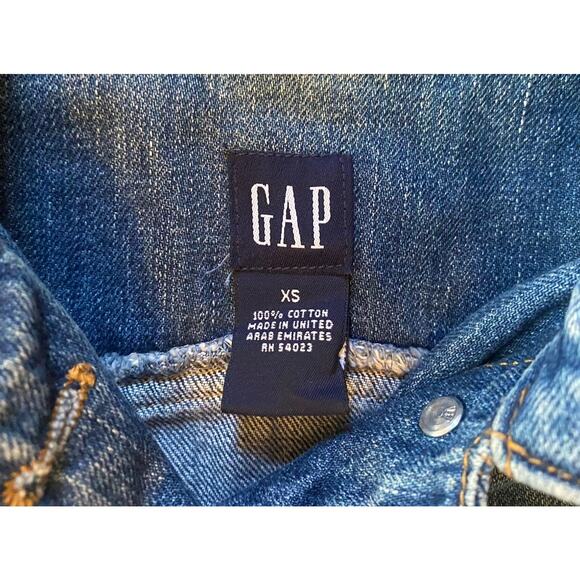 GAP
XS
100% COTTON
MADE IN UNITED
ARAB EMIRATES
RN 54023